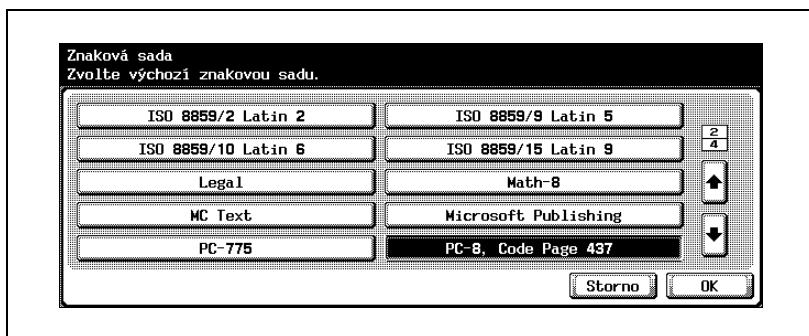 Znaková sada
Zvolte výchozí znakovou sadu.
ISO 8859/2 Latin 2
ISO 8859/9 Latin 5
ISO 8859/10 Latin 6
ISO 8859/15 Latin 9
2
4
Legal
Math-8
MC Text
Microsoft Publishing
PC-775
PC-8, Code Page 437
Storno
OK